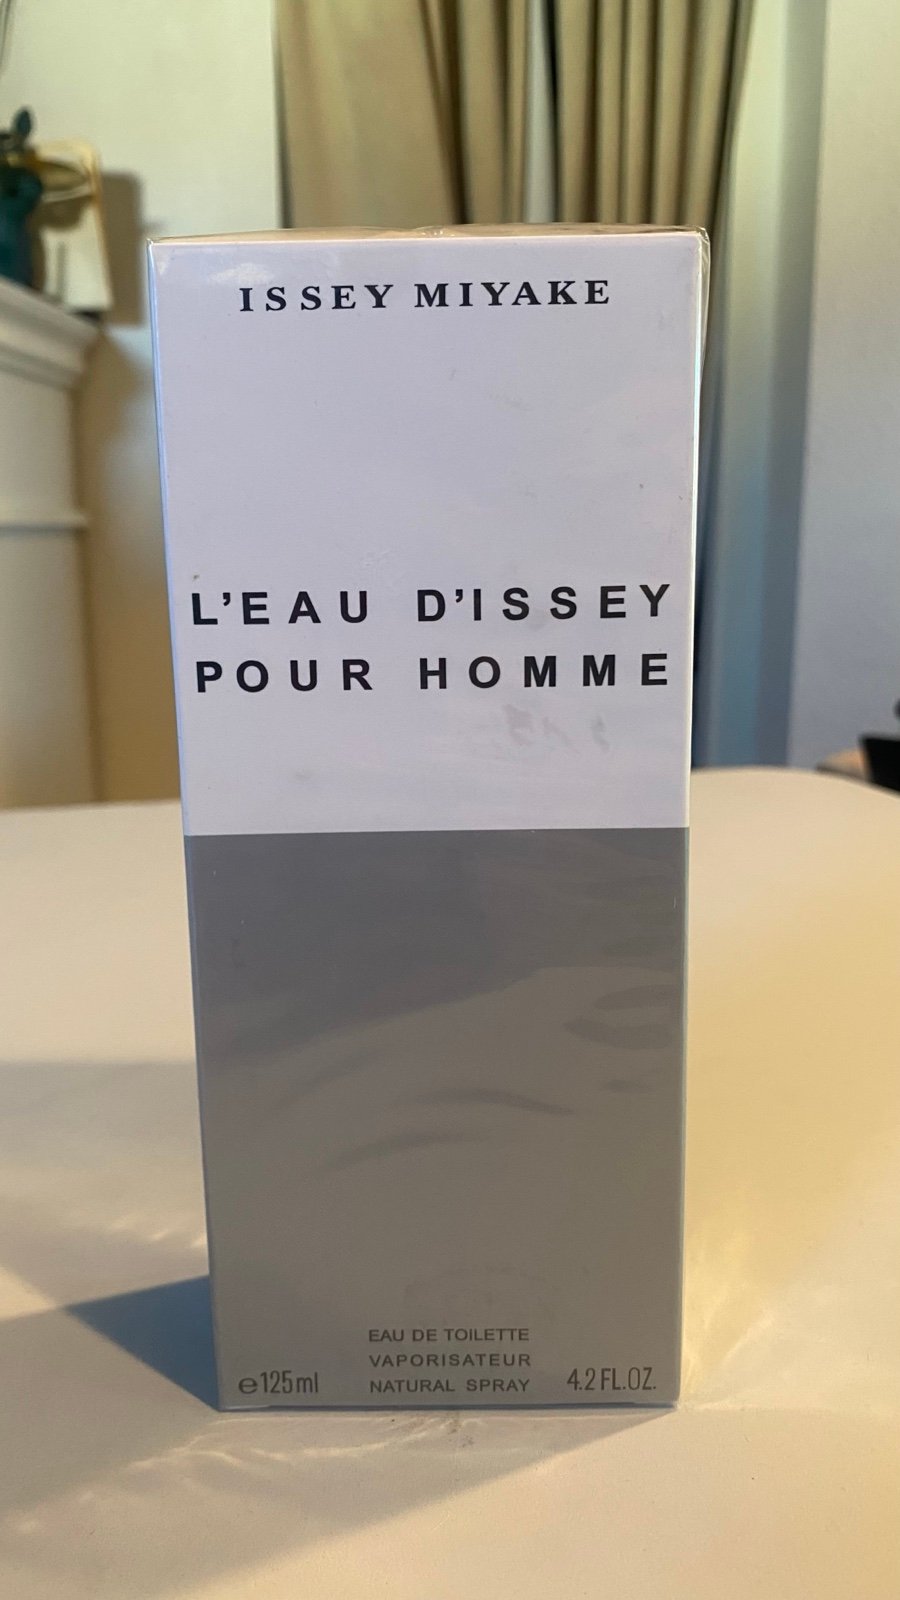 ISSEY MIYAKE
L'EAU D'ISSEY
POUR HOMME
EAU DE TOILETTE
VAPORISATEUR
NATURAL SPRAY
℮125ml
4.2 FL.OZ.